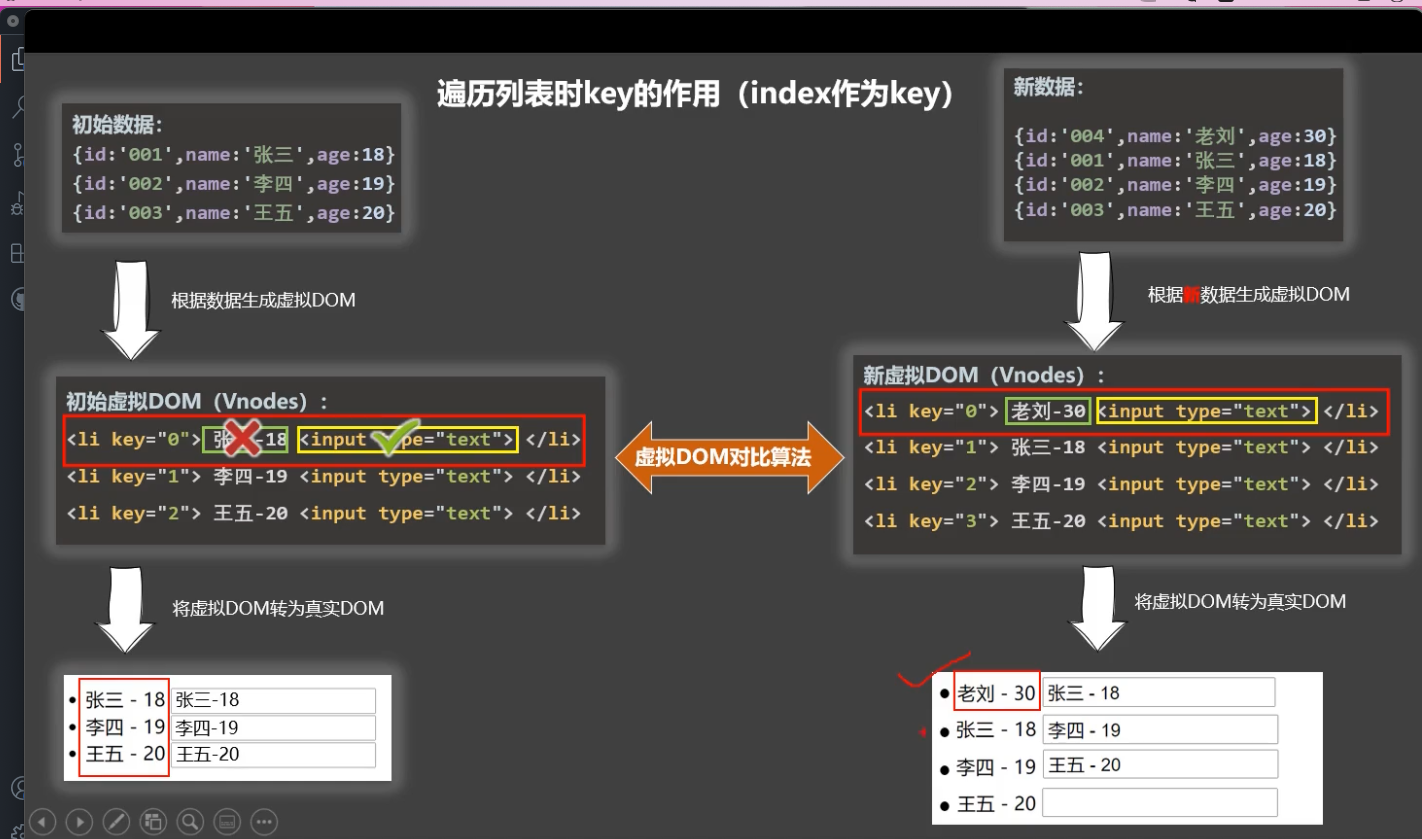 遍历列表时key的作用（index作为key）
初始数据：
{id:'001',name:'张三',age:18}
{id:'002',name:'李四',age:19}
{id:'003',name:'王五',age:20}
根据数据生成虚拟DOM
初始虚拟DOM（Vnodes）：
<li key="0"> 张三-18 <input type="text"> </li>
<li key="1"> 李四-19 <input type="text"> </li>
<li key="2"> 王五-20 <input type="text"> </li>
将虚拟DOM转为真实DOM
张三 - 18 张三-18
李四 - 19 李四-19
王五 - 20 王五-20
虚拟DOM对比算法
新数据：
{id:'004',name:'老刘',age:30}
{id:'001',name:'张三',age:18}
{id:'002',name:'李四',age:19}
{id:'003',name:'王五',age:20}
根据新数据生成虚拟DOM
新虚拟DOM（Vnodes）：
<li key="0"> 老刘-30 <input type="text"> </li>
<li key="1"> 张三-18 <input type="text"> </li>
<li key="2"> 李四-19 <input type="text"> </li>
<li key="3"> 王五-20 <input type="text"> </li>
将虚拟DOM转为真实DOM
老刘 - 30 张三 - 18
张三 - 18 李四 - 19
李四 - 19 王五 - 20
王五 - 20